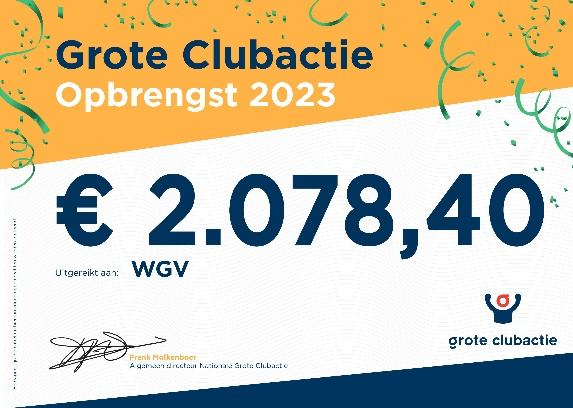 Grote Clubactie
Opbrengst 2023
€ 2.078,40
Uitgereikt aan: WGV
grote clubactie
Frank Molkenboer
Algemeen directeur Nationale Grote Clubactie